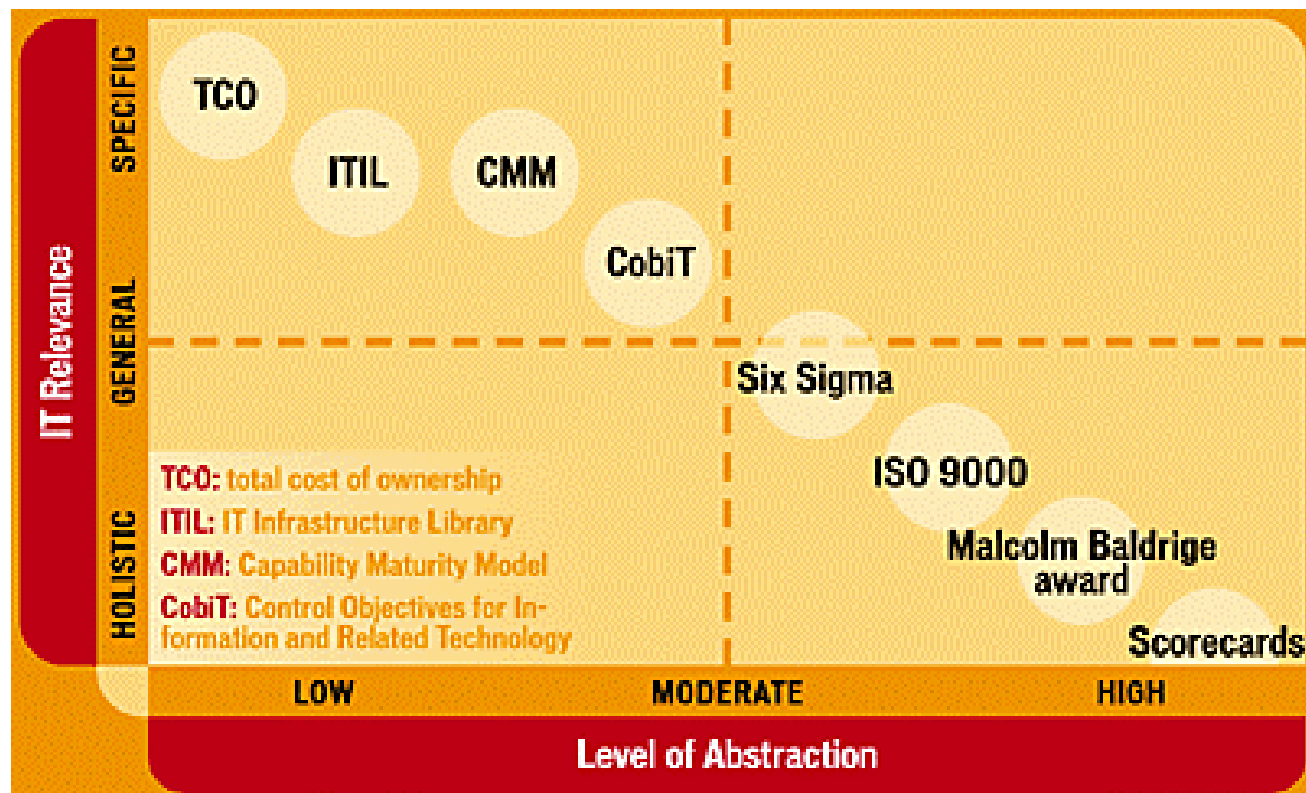 IT Relevance
SPECIFIC
GENERAL
HOLISTIC
TCO
ITIL
CMM
CobiT
Six Sigma
ISO 9000
Malcolm Baldrige
award
Scorecards
TCO: total cost of ownership
ITIL: IT Infrastructure Library
CMM: Capability Maturity Model
CobiT: Control Objectives for In-
formation and Related Technology
LOW
MODERATE
HIGH
Level of Abstraction